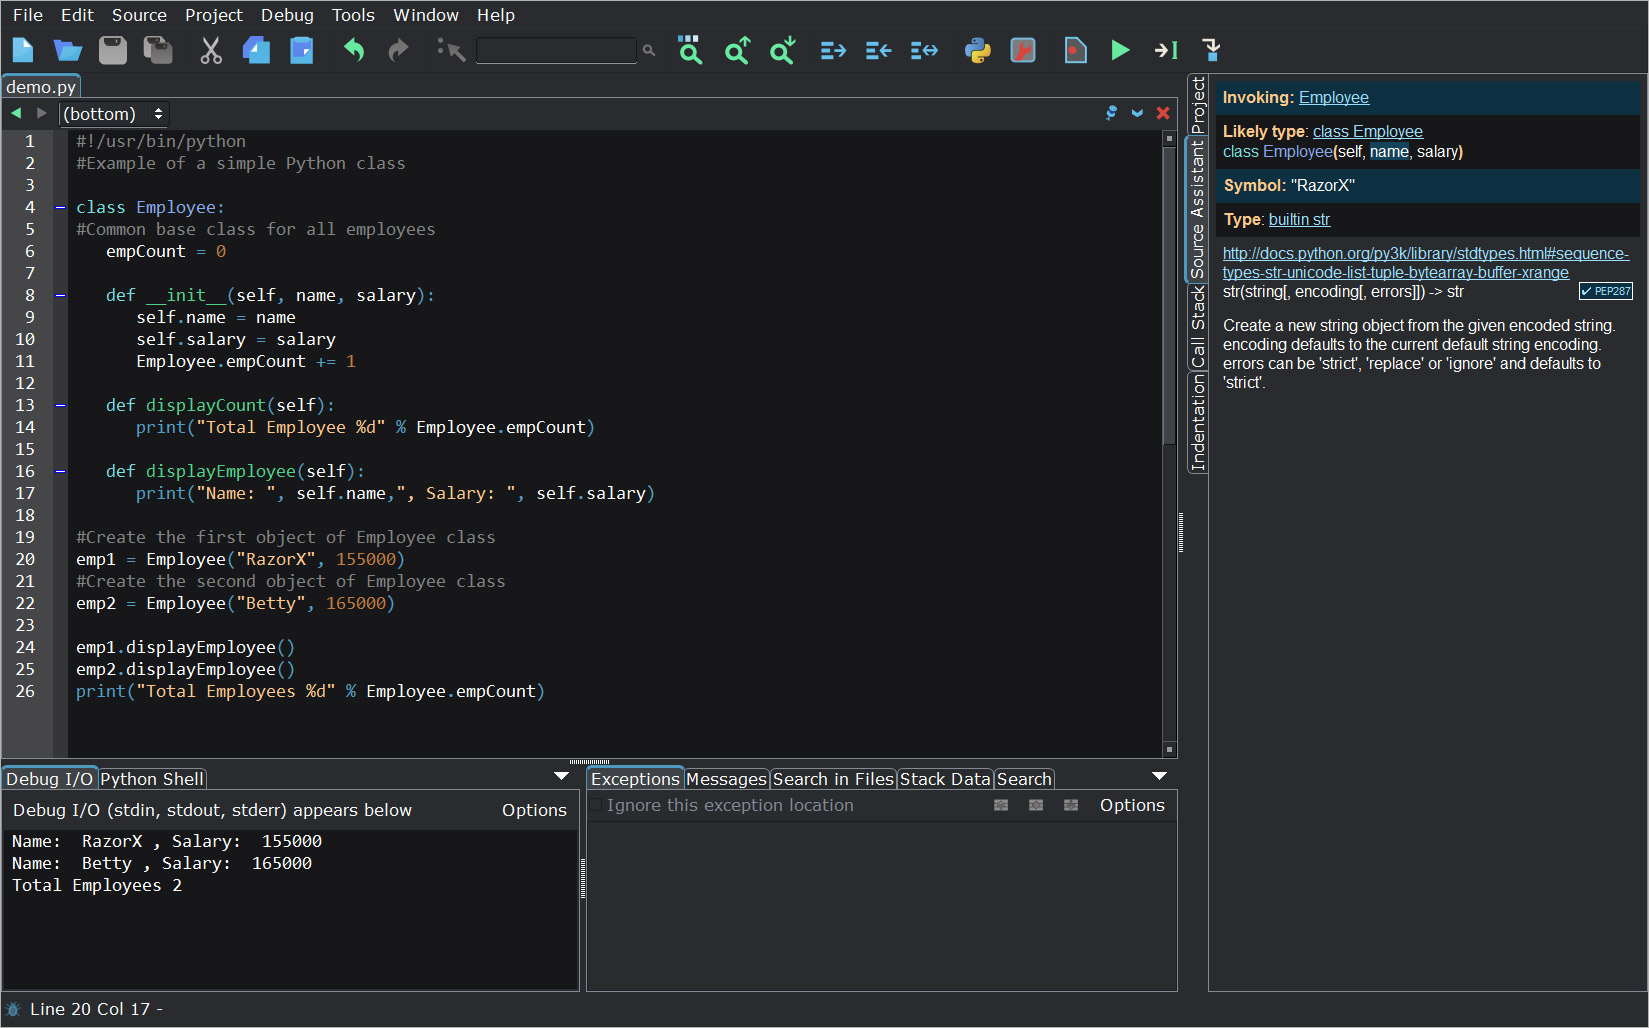 File Edit Source Project Debug Tools Window Help
demo.py
(bottom)
1 #!/usr/bin/python
2 #Example of a simple Python class
3
4 class Employee:
5 #Common base class for all employees
6    empCount = 0
7
8    def __init__(self, name, salary):
9       self.name = name
10       self.salary = salary
11       Employee.empCount += 1
12
13    def displayCount(self):
14       print("Total Employee %d" % Employee.empCount)
15
16    def displayEmployee(self):
17       print("Name: ", self.name,", Salary: ", self.salary)
18
19 #Create the first object of Employee class
20 emp1 = Employee("RazorX", 155000)
21 #Create the second object of Employee class
22 emp2 = Employee("Betty", 165000)
23
24 emp1.displayEmployee()
25 emp2.displayEmployee()
26 print("Total Employees %d" % Employee.empCount)
Project
Source Assistant
Call Stack
Indentation
Invoking: Employee
Likely type: class Employee
class Employee(self, name, salary)
Symbol: "RazorX"
Type: builtin str
http://docs.python.org/py3k/library/stdtypes.html#sequence-
types-str-unicode-list-tuple-bytearray-buffer-xrange
str(string[, encoding[, errors]]) -> str
✓ PEP287
Create a new string object from the given encoded string.
encoding defaults to the current default string encoding.
errors can be 'strict', 'replace' or 'ignore' and defaults to
'strict'.
Debug I/O Python Shell
Debug I/O (stdin, stdout, stderr) appears below Options
Name:  RazorX , Salary:  155000
Name:  Betty , Salary:  165000
Total Employees 2
Exceptions Messages Search in Files Stack Data Search
Ignore this exception location Options
Line 20 Col 17 -